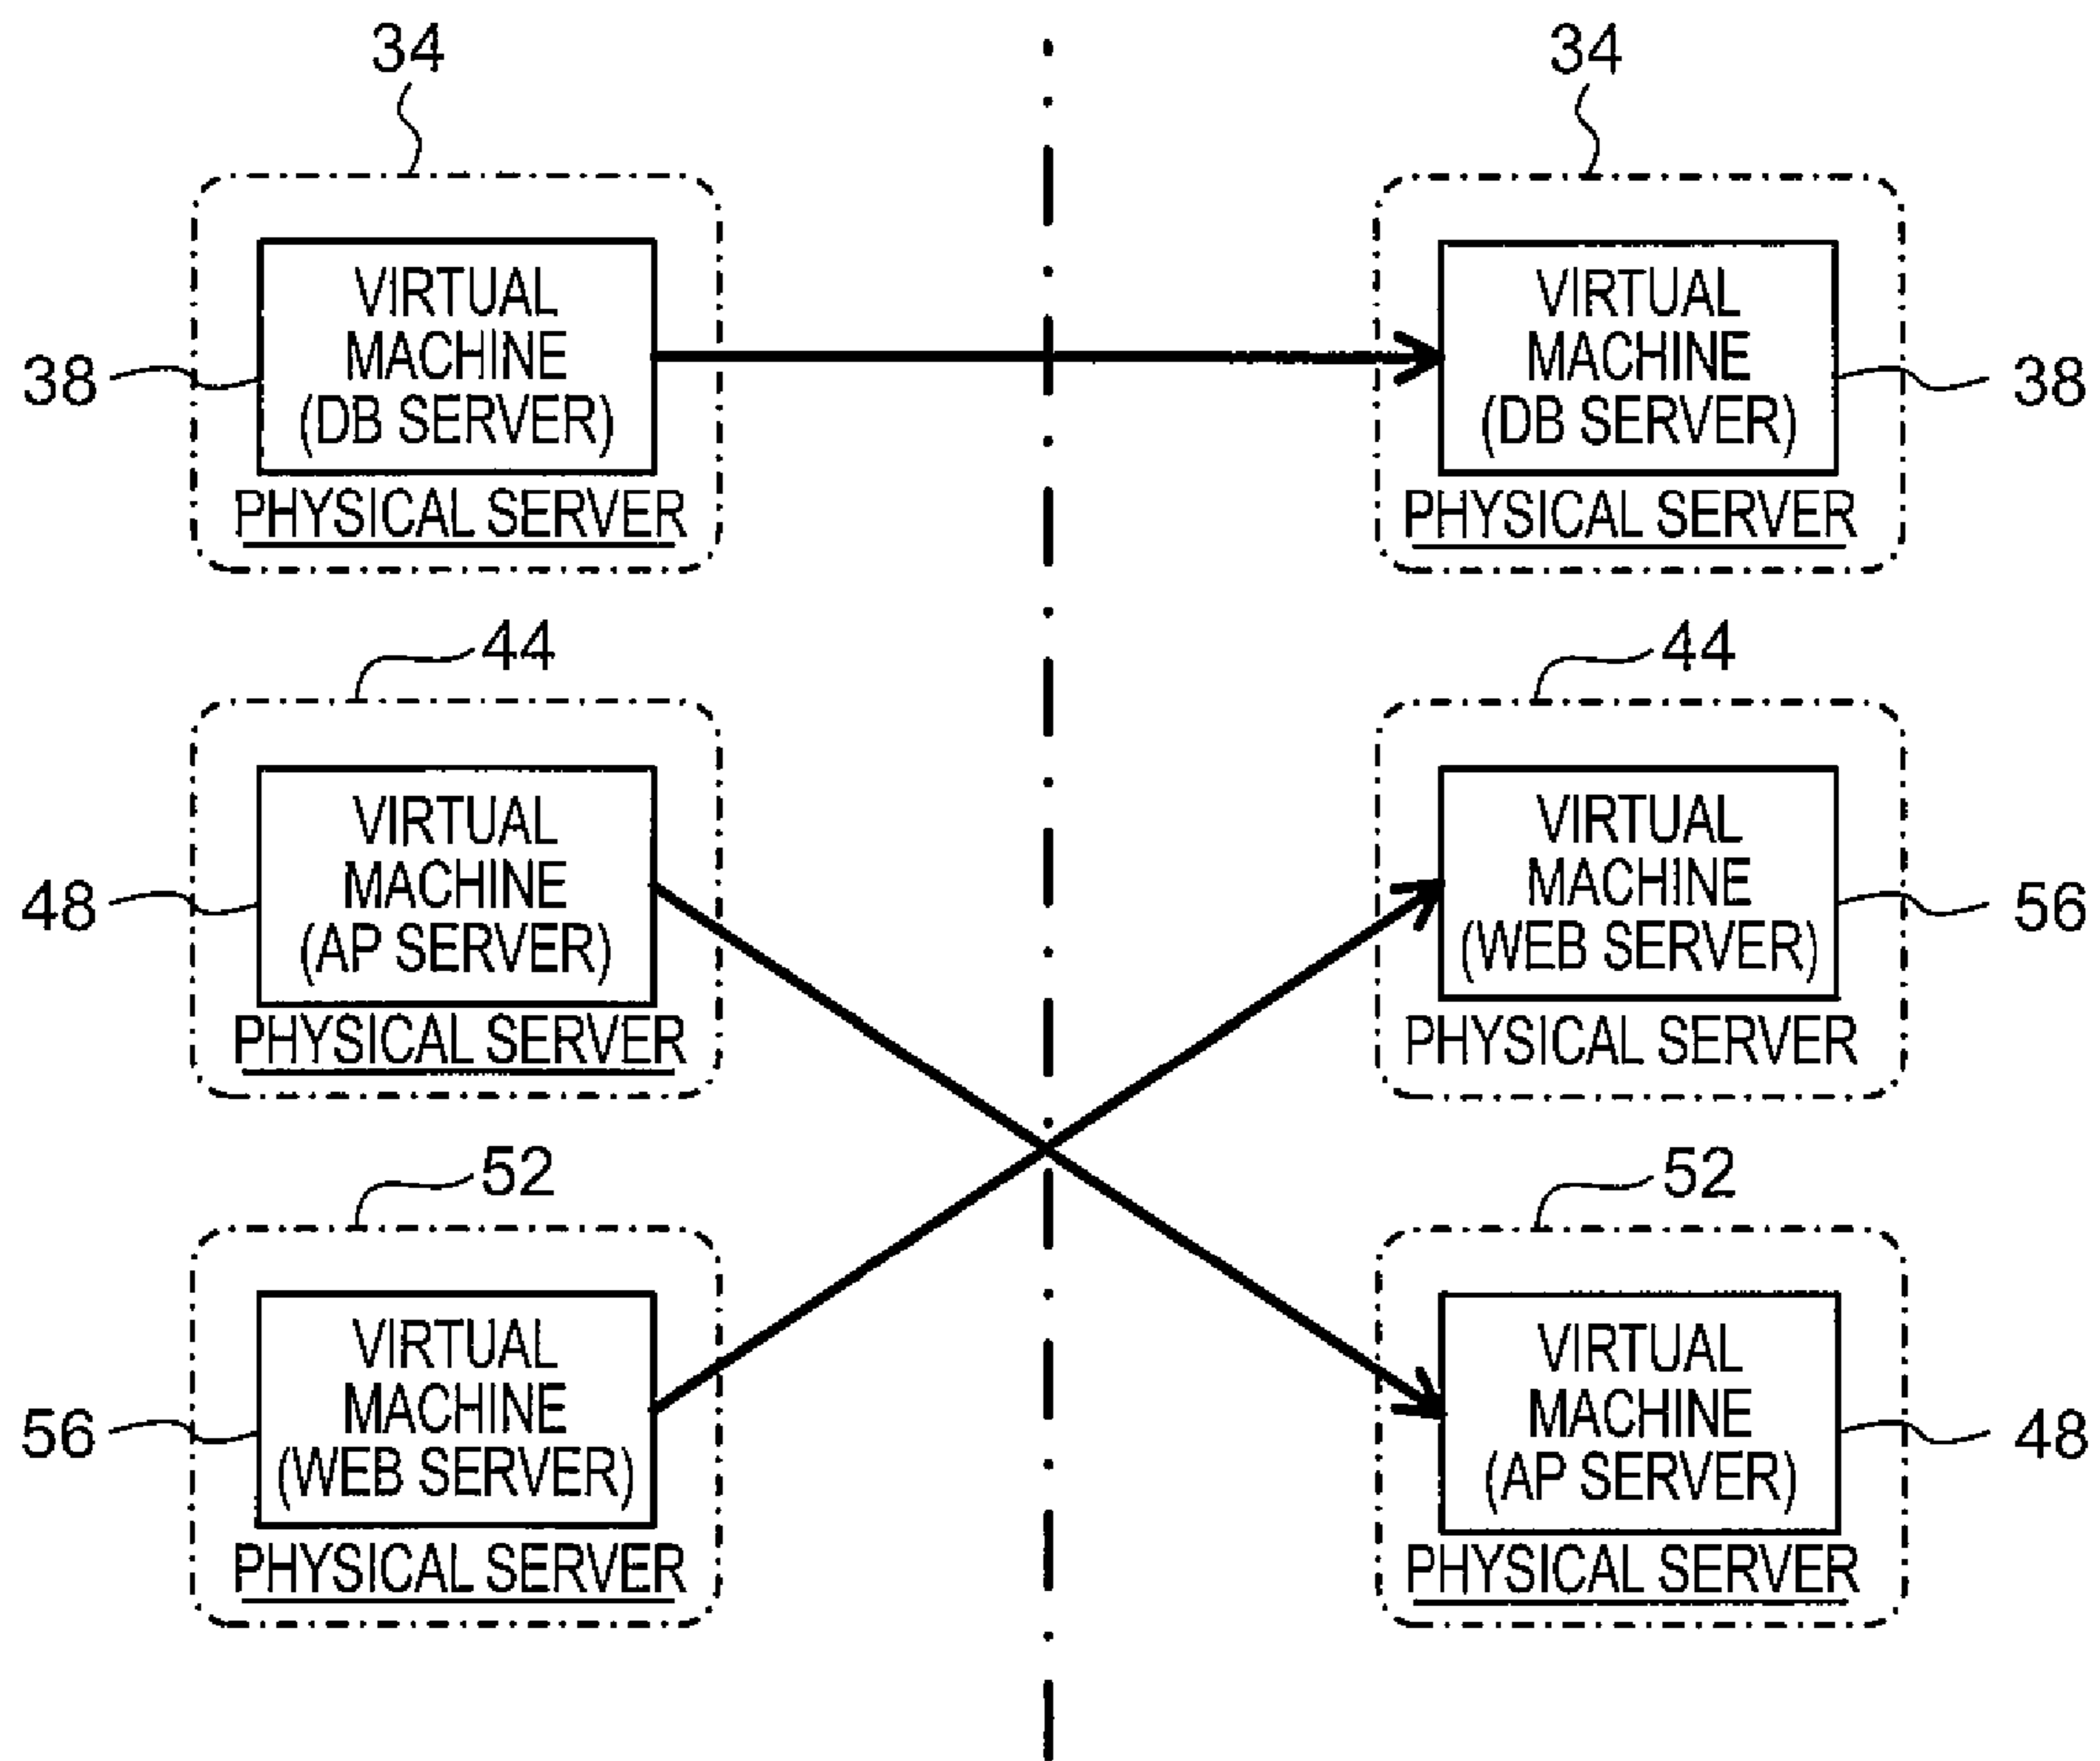 34
34
VIRTUAL
MACHINE
(DB SERVER)
PHYSICAL SERVER
38
VIRTUAL
MACHINE
(DB SERVER)
PHYSICAL SERVER
38
44
44
VIRTUAL
MACHINE
(AP SERVER)
PHYSICAL SERVER
48
VIRTUAL
MACHINE
(WEB SERVER)
PHYSICAL SERVER
56
52
52
VIRTUAL
MACHINE
(WEB SERVER)
PHYSICAL SERVER
56
VIRTUAL
MACHINE
(AP SERVER)
PHYSICAL SERVER
48